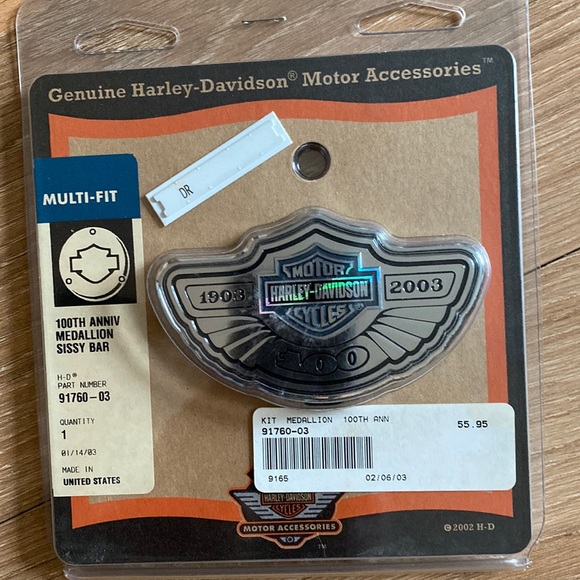 Genuine Harley-Davidson® Motor Accessories™
DR
MULTI-FIT
100TH ANNIV
MEDALLION
SISSY BAR
H-D®
PART NUMBER
91760-03
QUANTITY
1
01/14/03
MADE IN
UNITED STATES
MOTOR
1903 HARLEY-DAVIDSON 2003
CYCLES
100
KIT MEDALLION 100TH ANN
91760-03
55.95
9165 02/06/03
HARLEY-DAVIDSON
CYCLES
MOTOR ACCESSORIES
™
© 2002 H-D